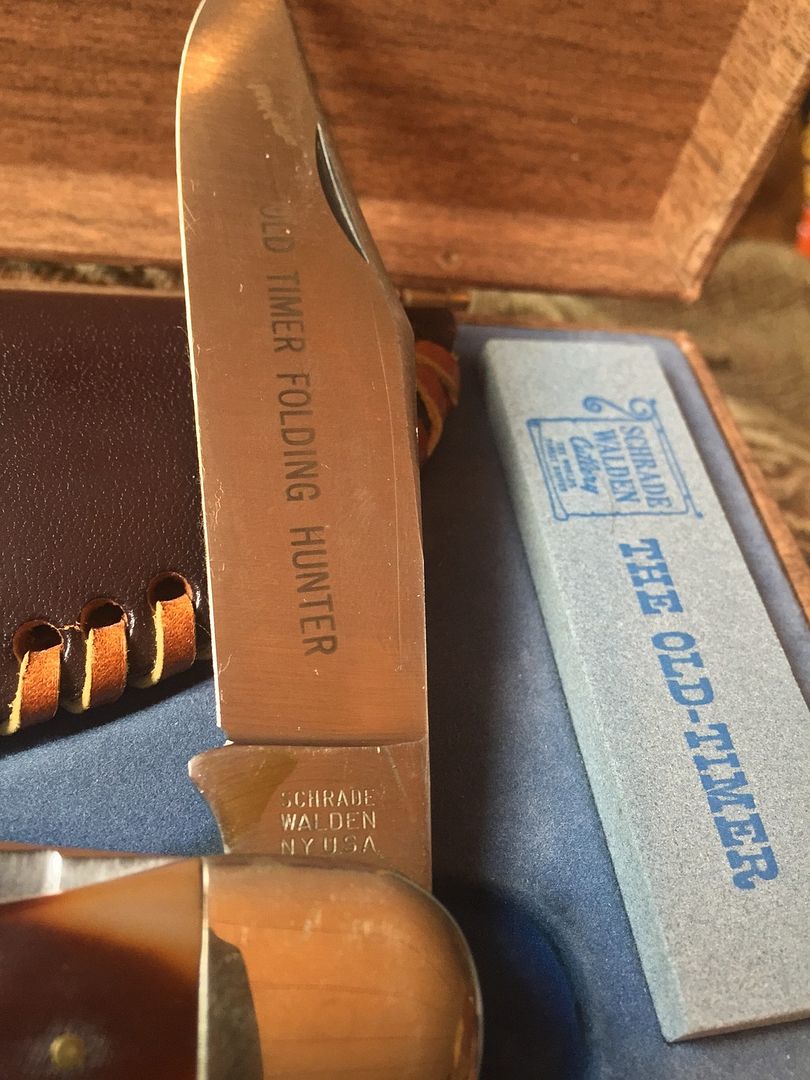 OLD TIMER FOLDING HUNTER
SCHRADE
WALDEN
NY USA
SCHRADE
WALDEN
Cutlery
THE OLD-TIMER